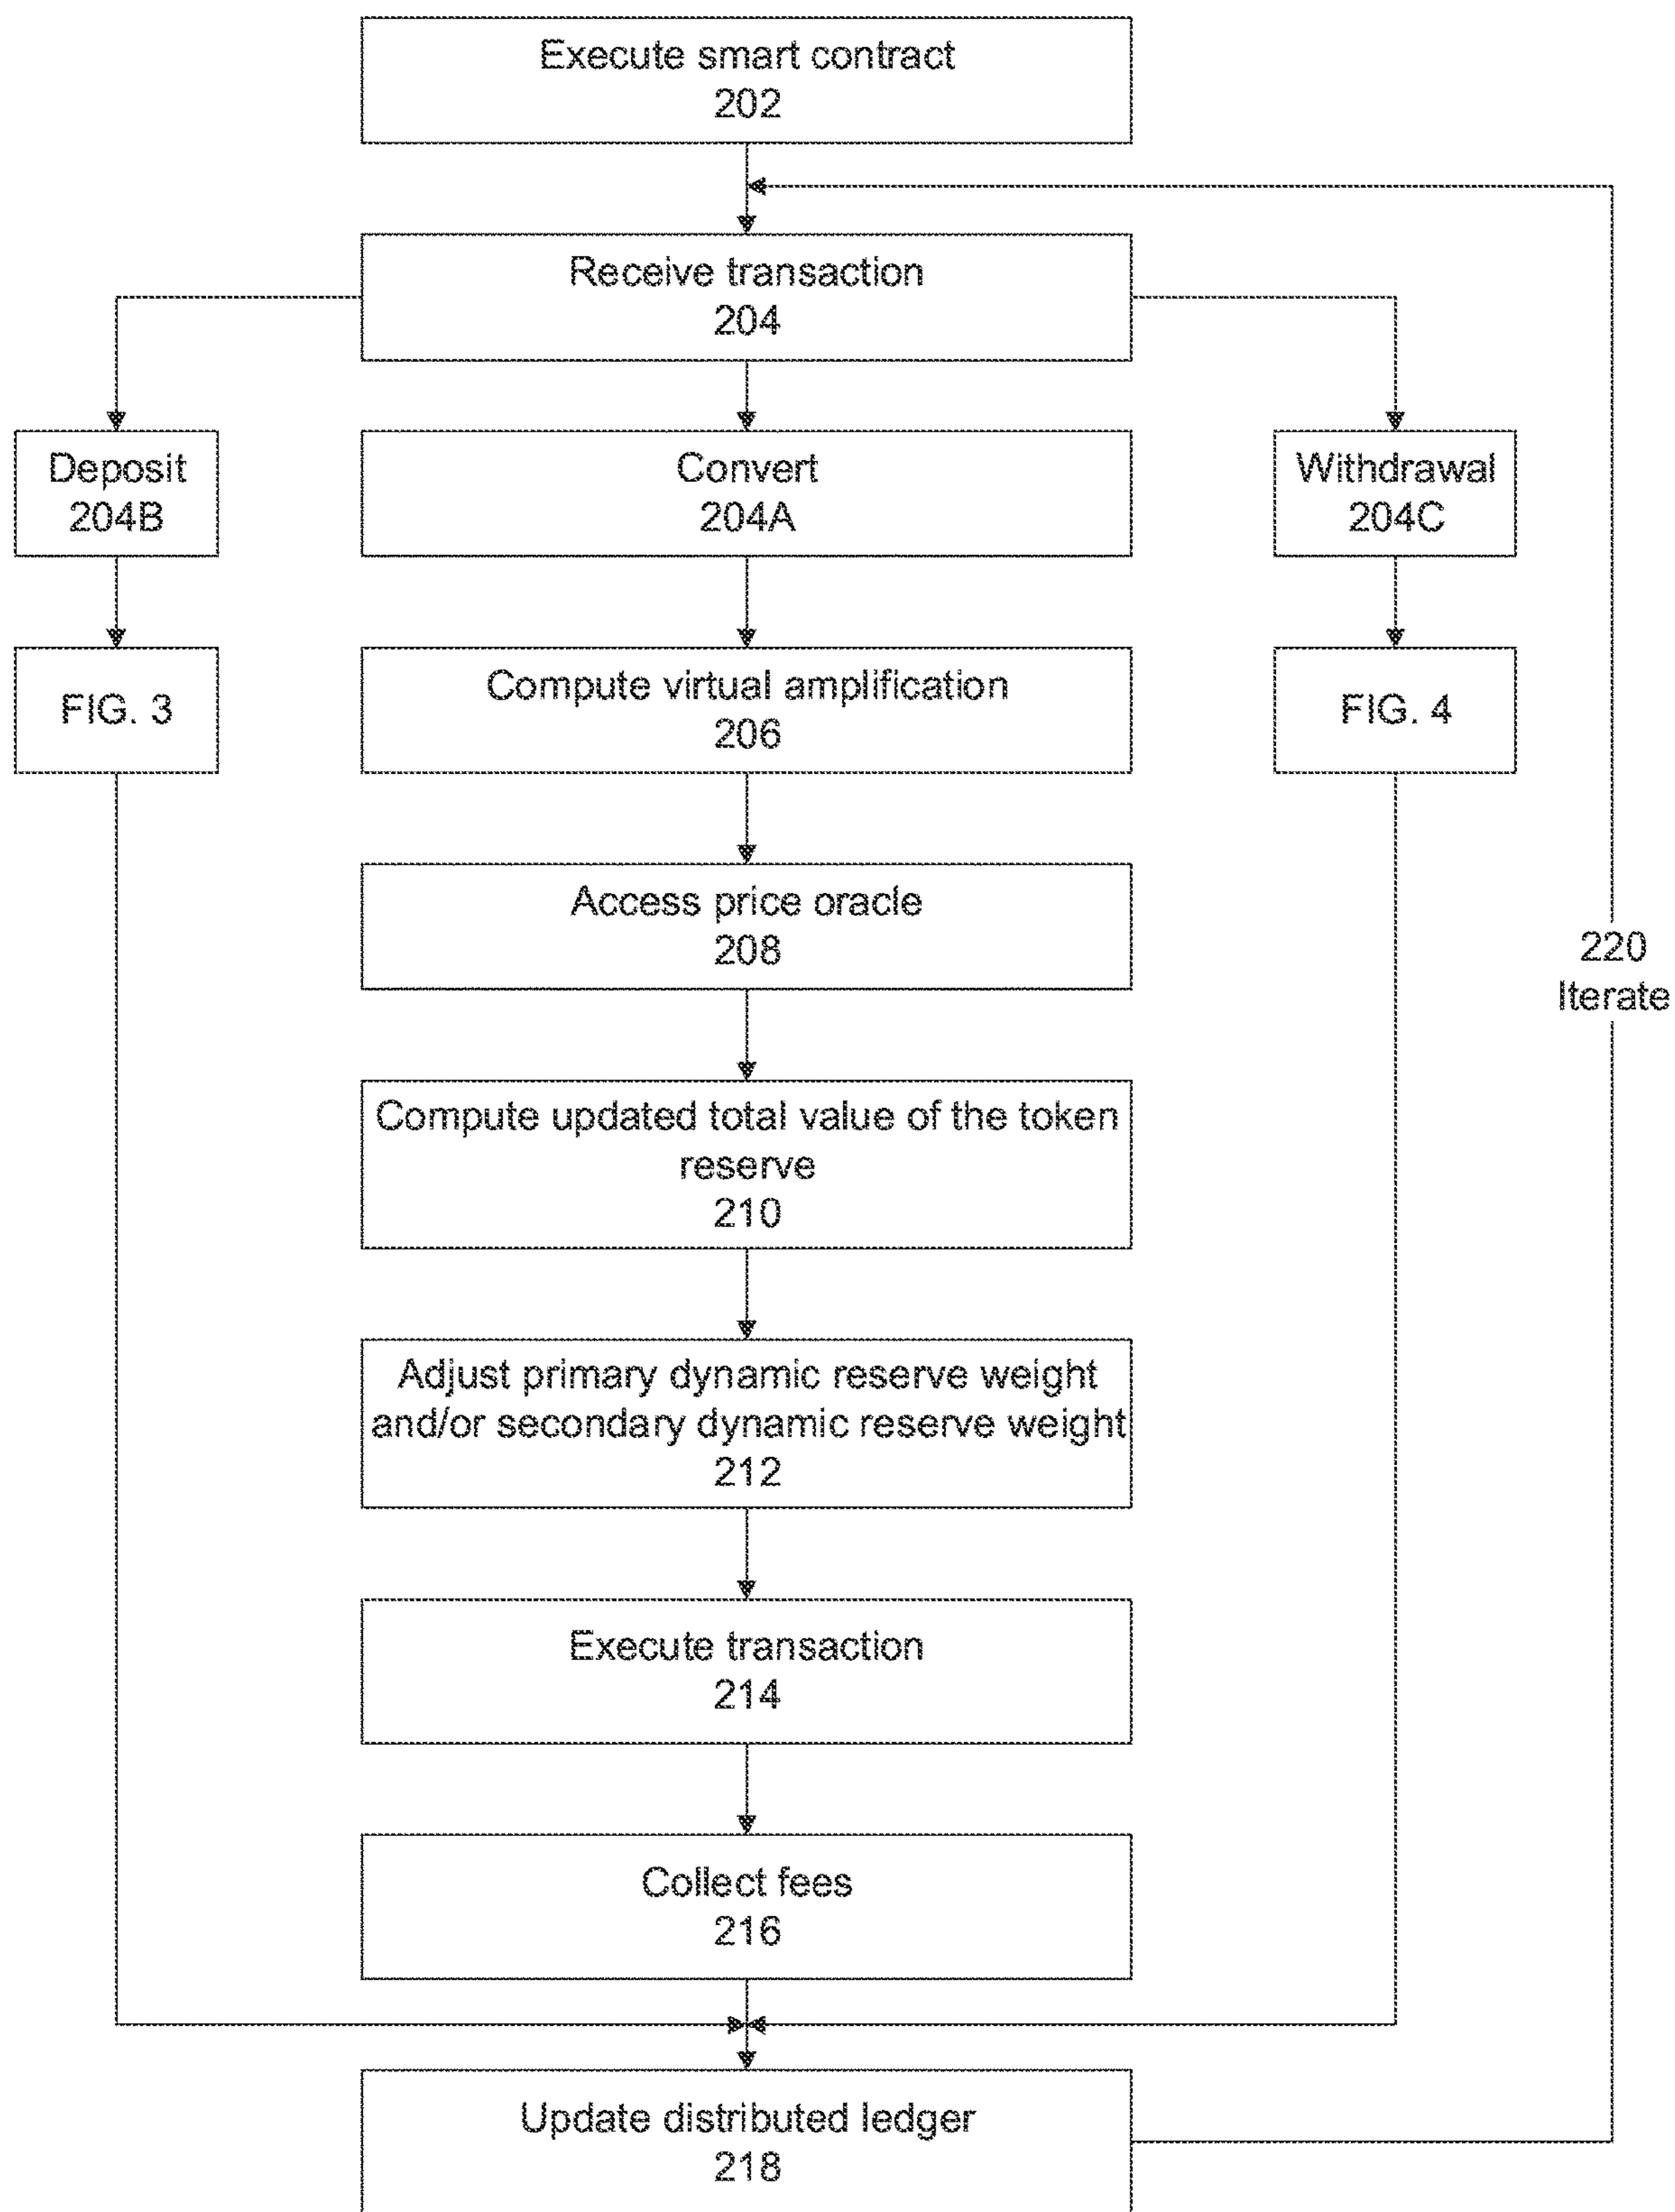 Execute smart contract
202
Receive transaction
204
Deposit
204B
Convert
204A
Withdrawal
204C
FIG. 3
Compute virtual amplification
206
FIG. 4
Access price oracle
208
220
Iterate
Compute updated total value of the token
reserve
210
Adjust primary dynamic reserve weight
and/or secondary dynamic reserve weight
212
Execute transaction
214
Collect fees
216
Update distributed ledger
218